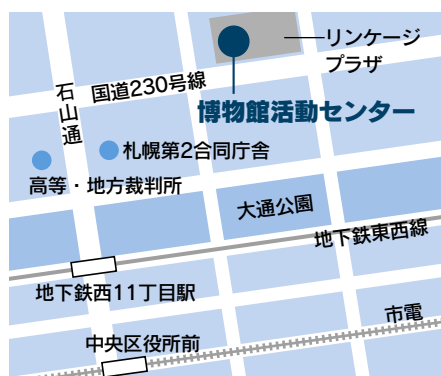 リンケージ
プラザ
国道230号線
石山通
博物館活動センター
札幌第2合同庁舎
高等・地方裁判所
大通公園
地下鉄東西線
地下鉄西11丁目駅
市電
中央区役所前